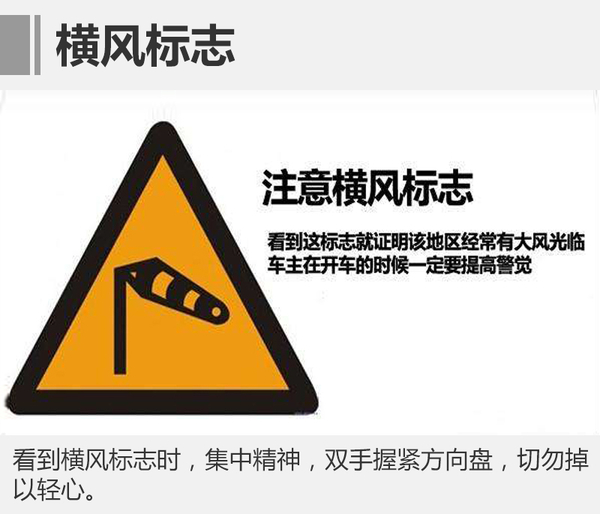 横风标志
注意横风标志
看到这标志就证明该地区经常有大风光临
车主在开车的时候一定要提高警觉
看到横风标志时，集中精神，双手握紧方向盘，切勿掉
以轻心。